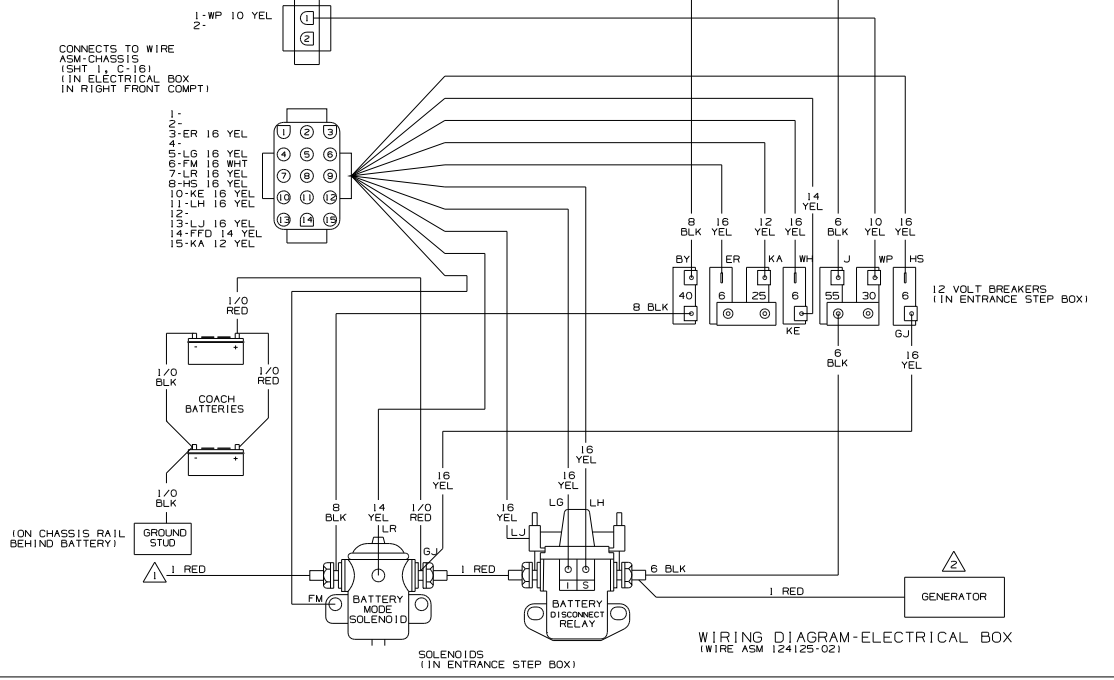 1-WP 10 YEL
2-
1
2
CONNECTS TO WIRE
ASM-CHASSIS
(SHT 1, C-16)
(IN ELECTRICAL BOX
IN RIGHT FRONT COMPT)
1-
2-
3-ER 16 YEL
4-
5-LG 16 YEL
6-FM 16 WHT
7-LR 16 YEL
8-HS 16 YEL
10-KE 16 YEL
11-LH 16 YEL
12-
13-LJ 16 YEL
14-FFD 14 YEL
15-KA 12 YEL
1 2 3
4 5 6
7 8 9
10 11 12
13 14 15
14
YEL
8
BLK
16
YEL
12
YEL
16
YEL
6
BLK
10
YEL
16
YEL
BY ER KA WH J WP HS
40 6 25 6 55 30 6
KE
GJ
12 VOLT BREAKERS
(IN ENTRANCE STEP BOX)
8 BLK
6
BLK
16
YEL
1/0
RED
- +
1/0
BLK
1/0
RED
COACH
BATTERIES
- +
1/0
BLK
(ON CHASSIS RAIL
BEHIND BATTERY)
GROUND
STUD
8
BLK
14
YEL
LR
1/0
RED
16
YEL
GJ
16
YEL
LJ
16
YEL
LG
16
YEL
LH
1
1 RED
FM
BATTERY
MODE
SOLENOID
1 RED
I S
BATTERY
DISCONNECT
RELAY
6 BLK
1 RED
2
GENERATOR
SOLENOIDS
(IN ENTRANCE STEP BOX)
WIRING DIAGRAM-ELECTRICAL BOX
(WIRE ASM 124125-02)